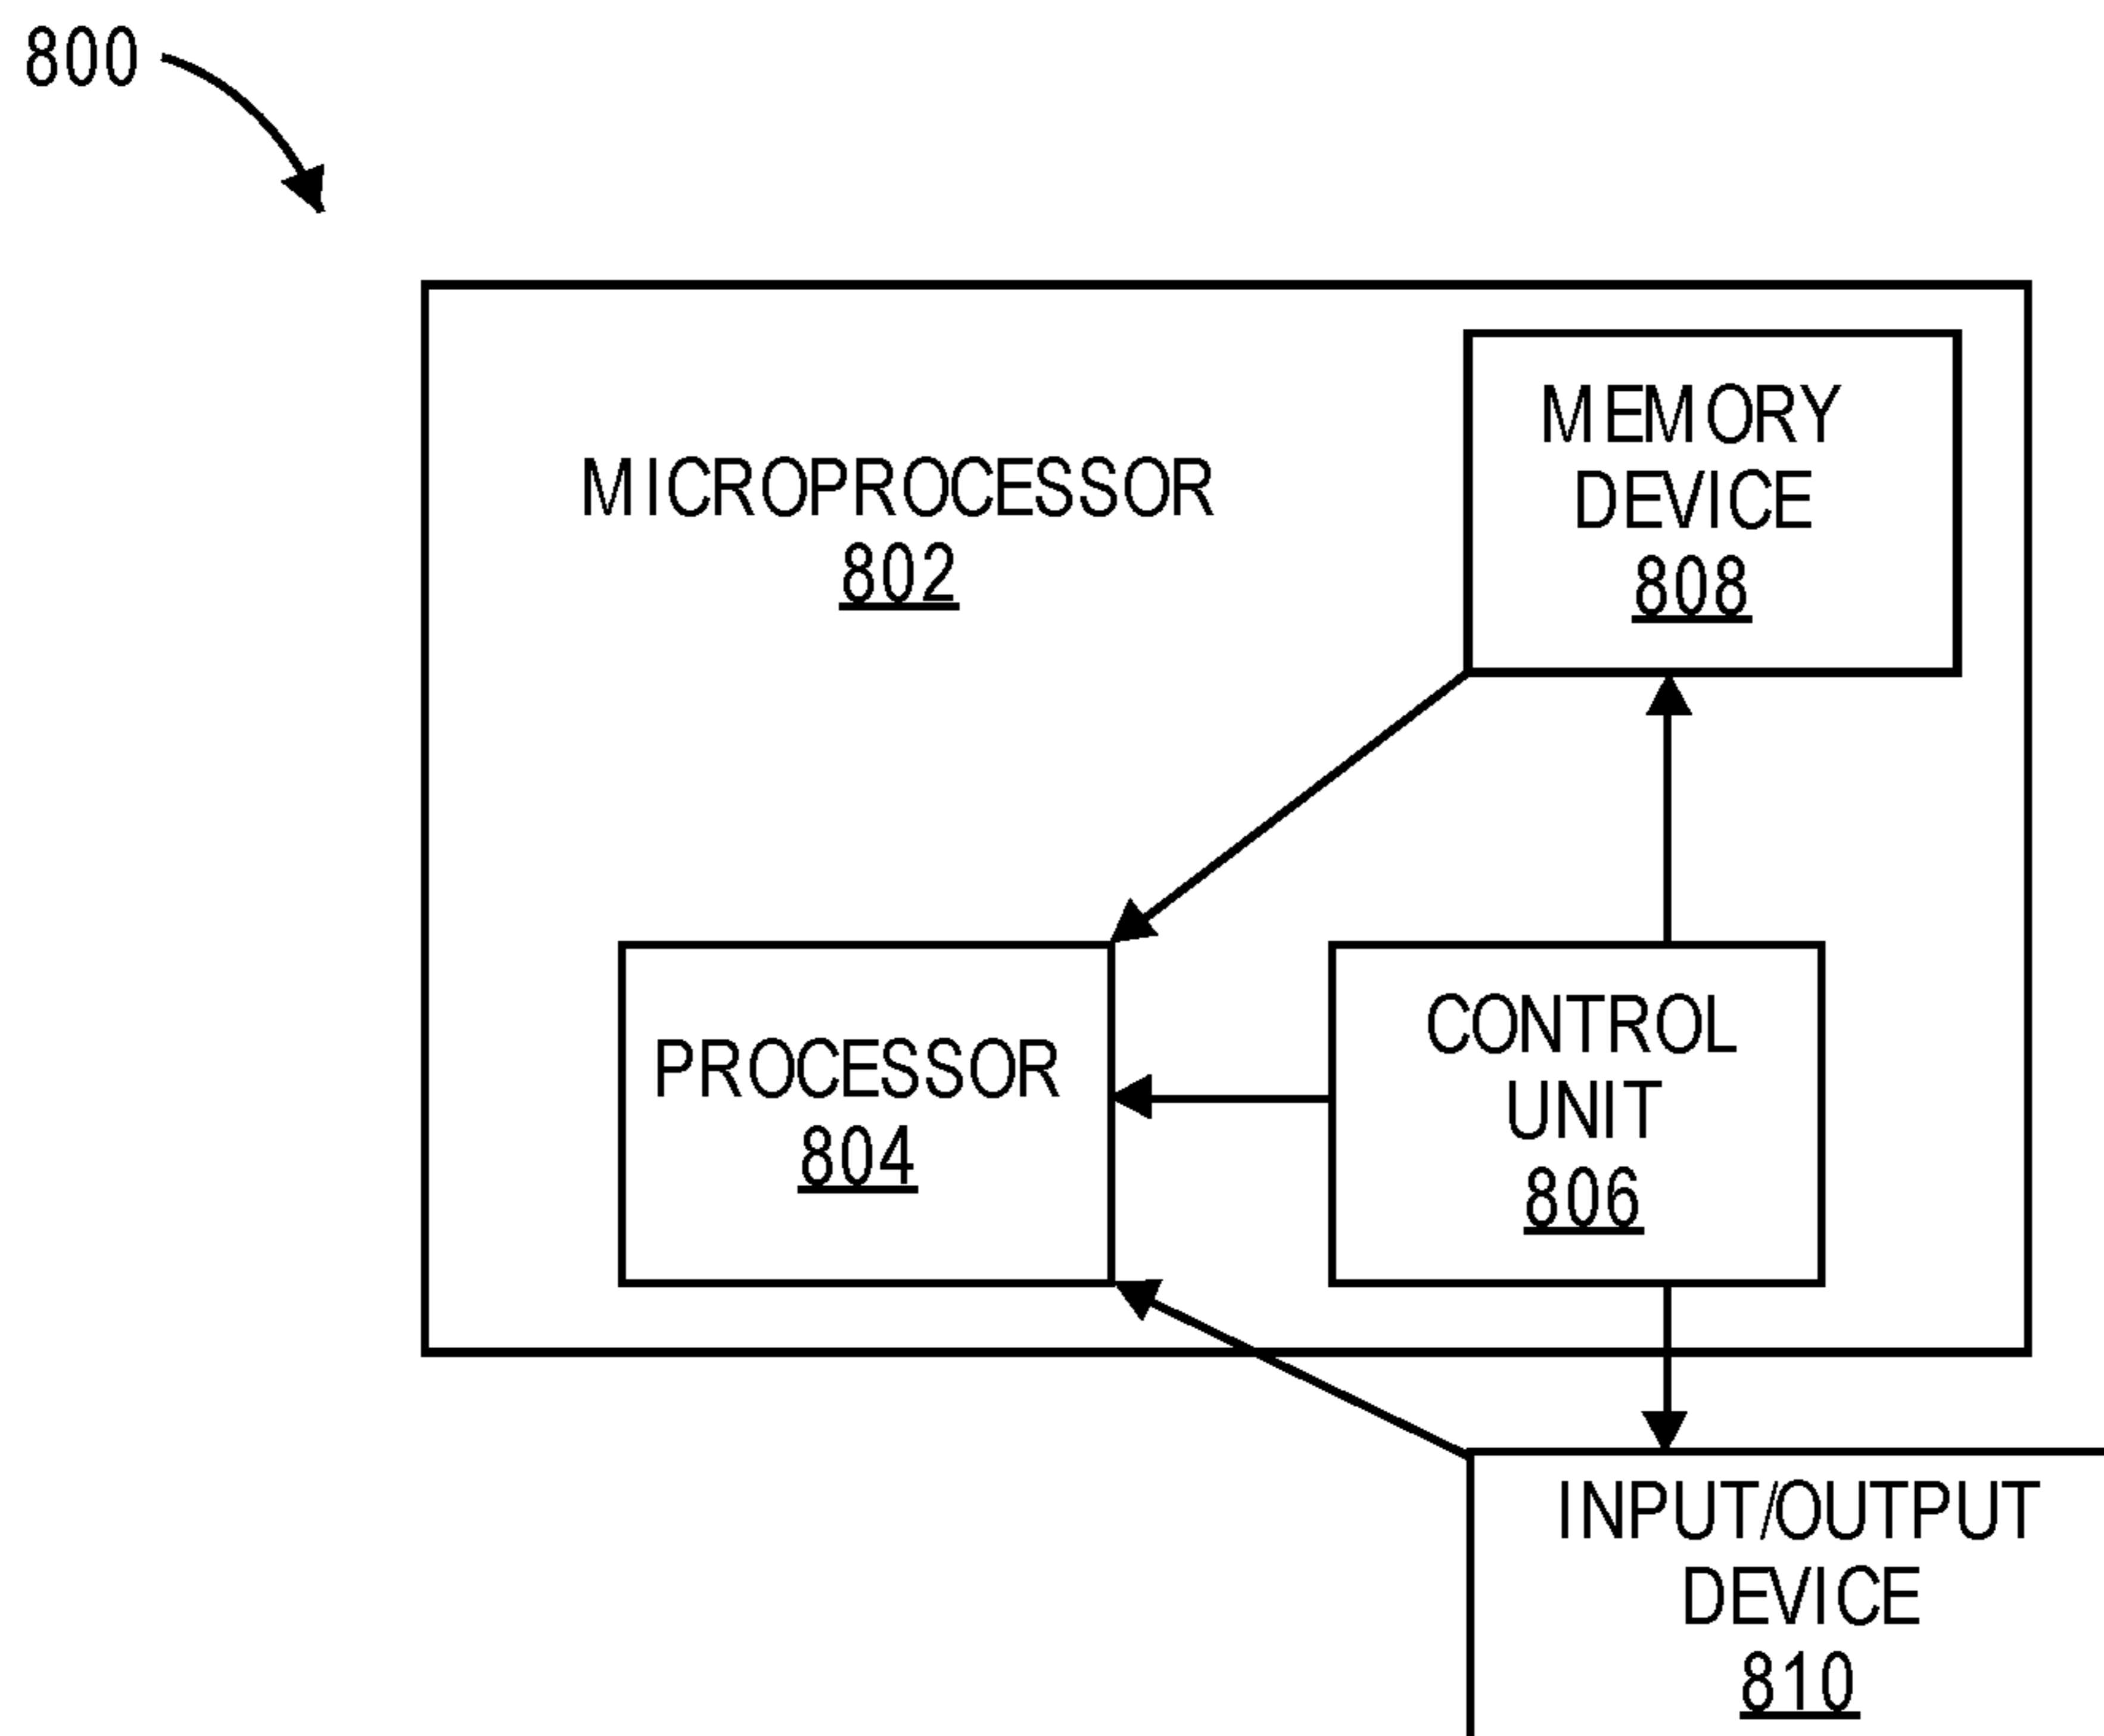 800
MICROPROCESSOR
802
MEMORY
DEVICE
808
PROCESSOR
804
CONTROL
UNIT
806
INPUT/OUTPUT
DEVICE
810